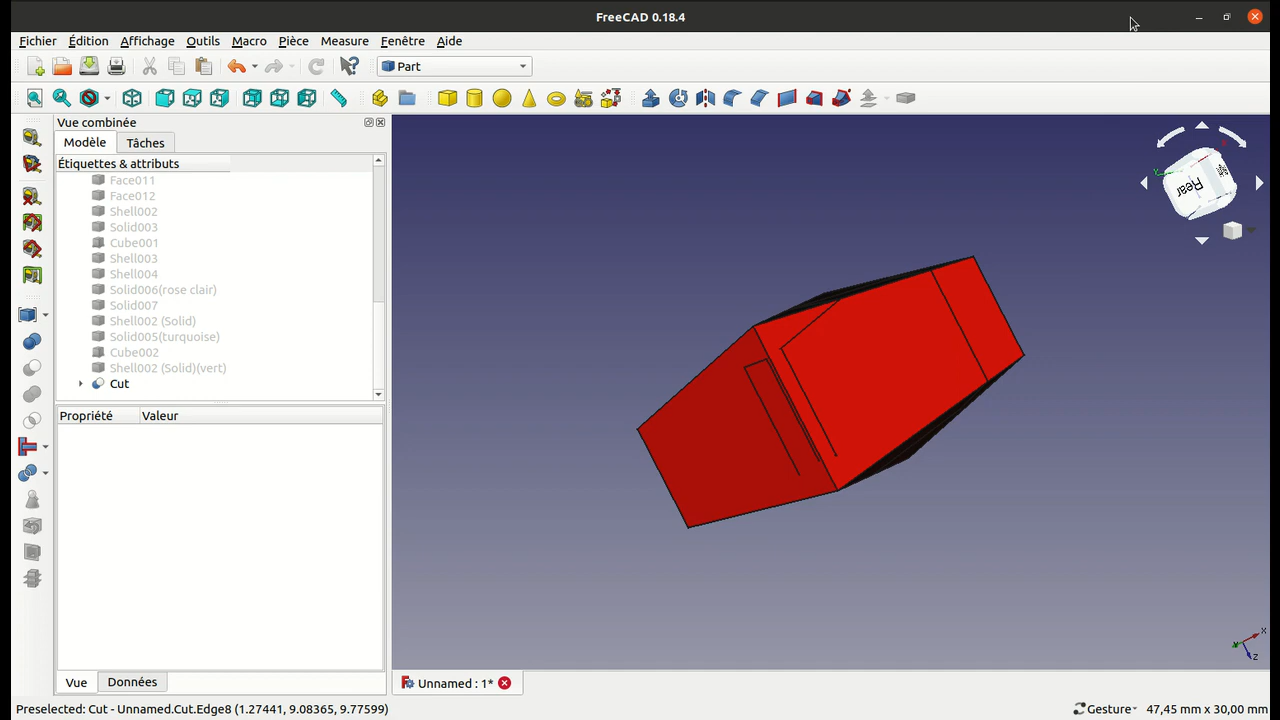 FreeCAD 0.18.4
Fichier Édition Affichage Outils Macro Pièce Measure Fenêtre Aide
Part
Vue combinée
Modèle Tâches
Étiquettes & attributs
Face011
Face012
Shell002
Solid003
Cube001
Shell003
Shell004
Solid006(rose clair)
Solid007
Shell002 (Solid)
Solid005(turquoise)
Cube002
Shell002 (Solid)(vert)
Cut
Propriété Valeur
Rear
Y
X
Y
Z
Vue Données
Unnamed : 1*
Preselected: Cut - Unnamed.Cut.Edge8 (1.27441, 9.08365, 9.77599)
Gesture
47,45 mm x 30,00 mm